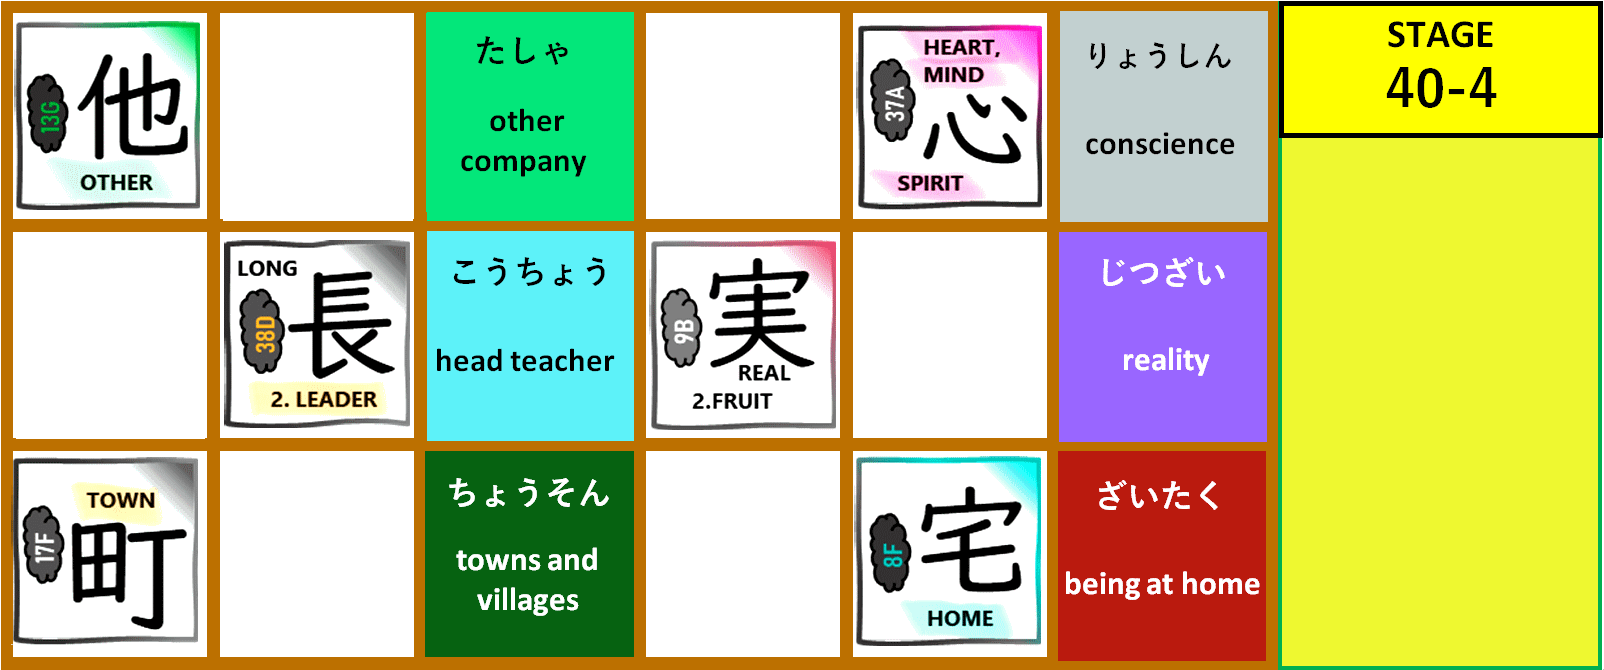 13G
他
OTHER
たしゃ
other
company
HEART,
MIND
37A
心
SPIRIT
りょうしん
conscience
STAGE
40-4
LONG
38D
長
2. LEADER
こうちょう
head teacher
9B
実
REAL
2.FRUIT
じつざい
reality
TOWN
17F
町
ちょうそん
towns and
villages
8F
宅
HOME
ざいたく
being at home